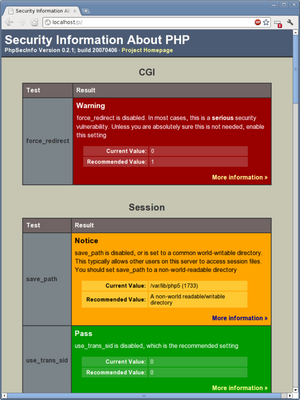 Security Information Abo
localhost/p/
Security Information About PHP
PhpSecInfo Version 0.2.1; build 20070406 · Project Homepage
CGI
Test Result
force_redirect
Warning
force_redirect is disabled. In most cases, this is a serious security
vulnerability. Unless you are absolutely sure this is not needed, enable
this setting
Current Value: 0
Recommended Value: 1
More information »
Session
Test Result
save_path
Notice
save_path is disabled, or is set to a common world-writable directory.
This typically allows other users on this server to access session files.
You should set save_path to a non-world-readable directory
Current Value: /var/lib/php5 (1733)
Recommended Value: A non-world readable/writable
directory
More information »
use_trans_sid
Pass
use_trans_sid is disabled, which is the recommended setting
Current Value: 0
Recommended Value: 0
More information »